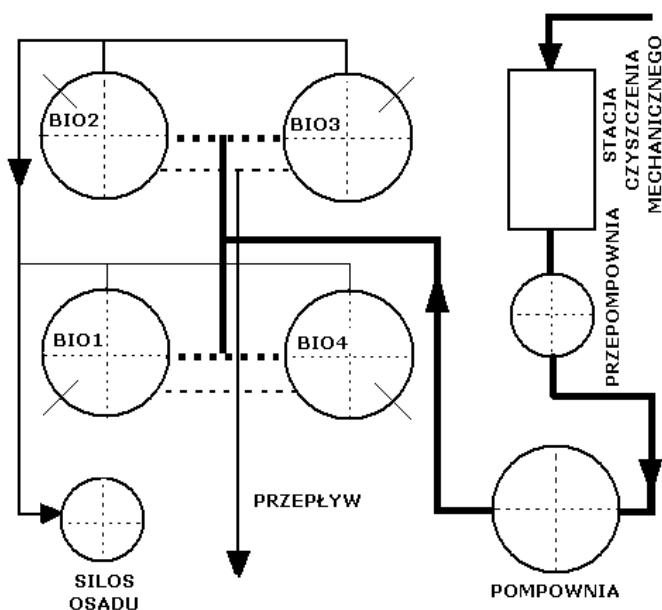 BIO2
BIO3
STACJA
CZYSZCZENIA
MECHANICZNEGO
PRZEPOMPOWNIA
BIO1
BIO4
PRZEPŁYW
SILOS
OSADU
POMPOWNIA